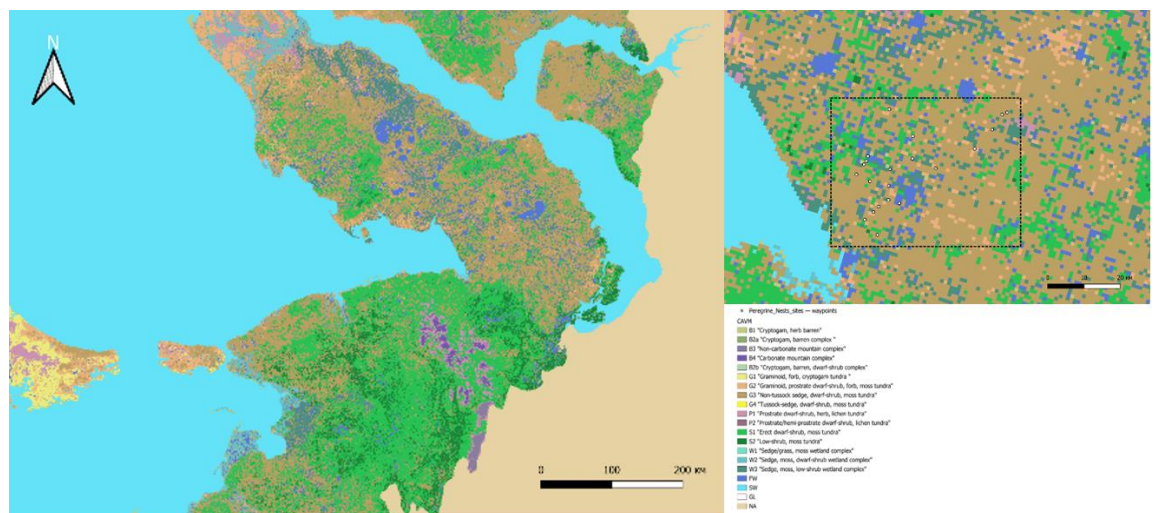 N
0 100 200 км
0 10 20 км
Peregrine_Nests_sites — waypoints
CAVM
B1 "Cryptogam, herb barren"
B2a "Cryptogam, barren complex "
B3 "Non-carbonate mountain complex"
B4 "Carbonate mountain complex"
B2b "Cryptogam, barren, dwarf-shrub complex"
G1 "Graminoid, forb, cryptogam tundra "
G2 "Graminoid, prostrate dwarf-shrub, forb, moss tundra"
G3 "Non-tussock sedge, dwarf-shrub, moss tundra"
G4 "Tussock-sedge, dwarf-shrub, moss tundra"
P1 "Prostrate dwarf-shrub, herb, lichen tundra"
P2 "Prostrate/hemi-prostrate dwarf-shrub, lichen tundra"
S1 "Erect dwarf-shrub, moss tundra"
S2 "Low-shrub, moss tundra"
W1 "Sedge/grass, moss wetland complex"
W2 "Sedge, moss, dwarf-shrub wetland complex"
W3 "Sedge, moss, low-shrub wetland complex"
FW
SW
GL
NA